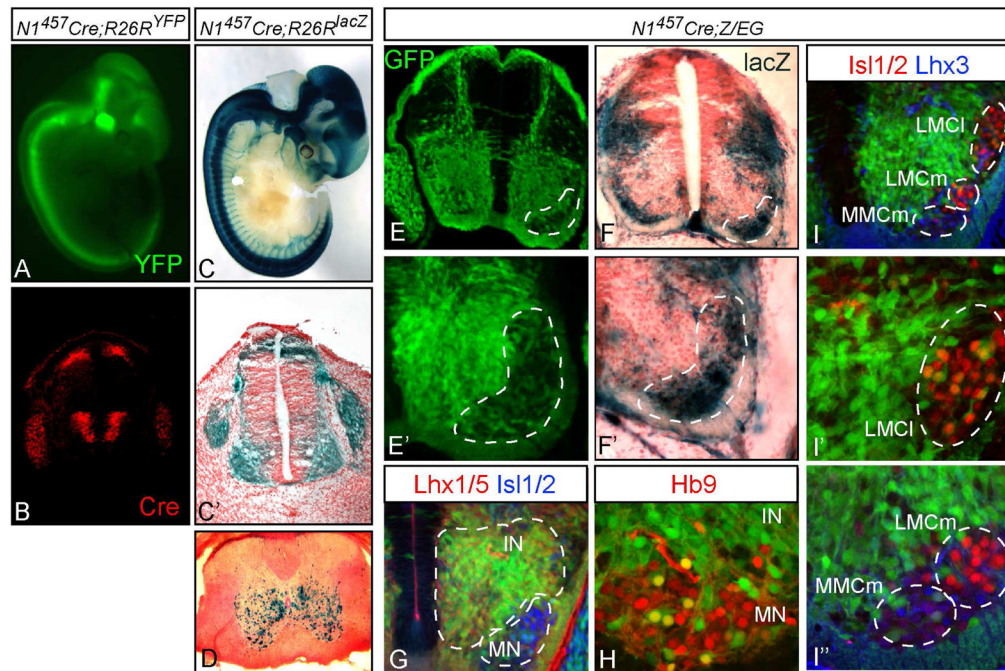 N1⁴⁵⁷Cre;R26Rʸᶠᴾ
N1⁴⁵⁷Cre;R26Rˡᵃᶜᶻ
N1⁴⁵⁷Cre;Z/EG
A
YFP
C
GFP
E
lacZ
F
Isl1/2 Lhx3
LMCl
LMCm
MMCm
I
B
Cre
C'
E'
F'
LMCl
I'
D
Lhx1/5 Isl1/2
IN
MN
G
Hb9
IN
MN
H
LMCm
MMCm
I"